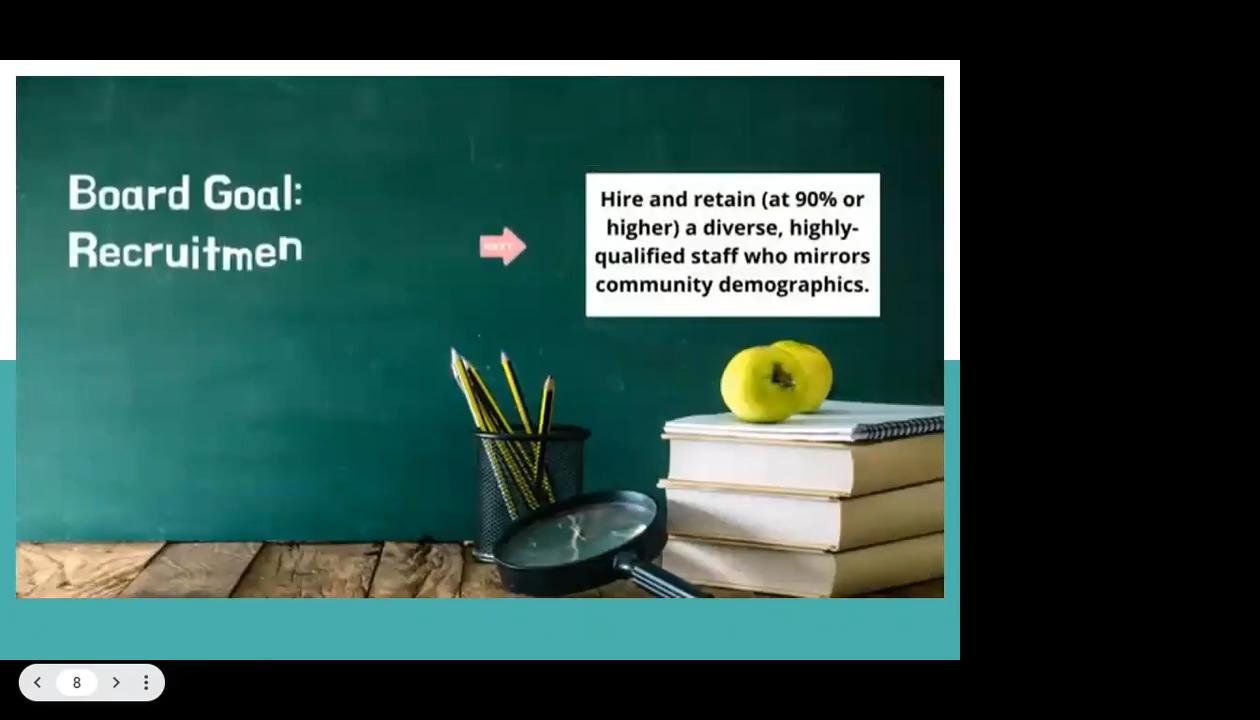 Board Goal:
Recruitmen
Hire and retain (at 90% or
higher) a diverse, highly-
qualified staff who mirrors
community demographics.
8